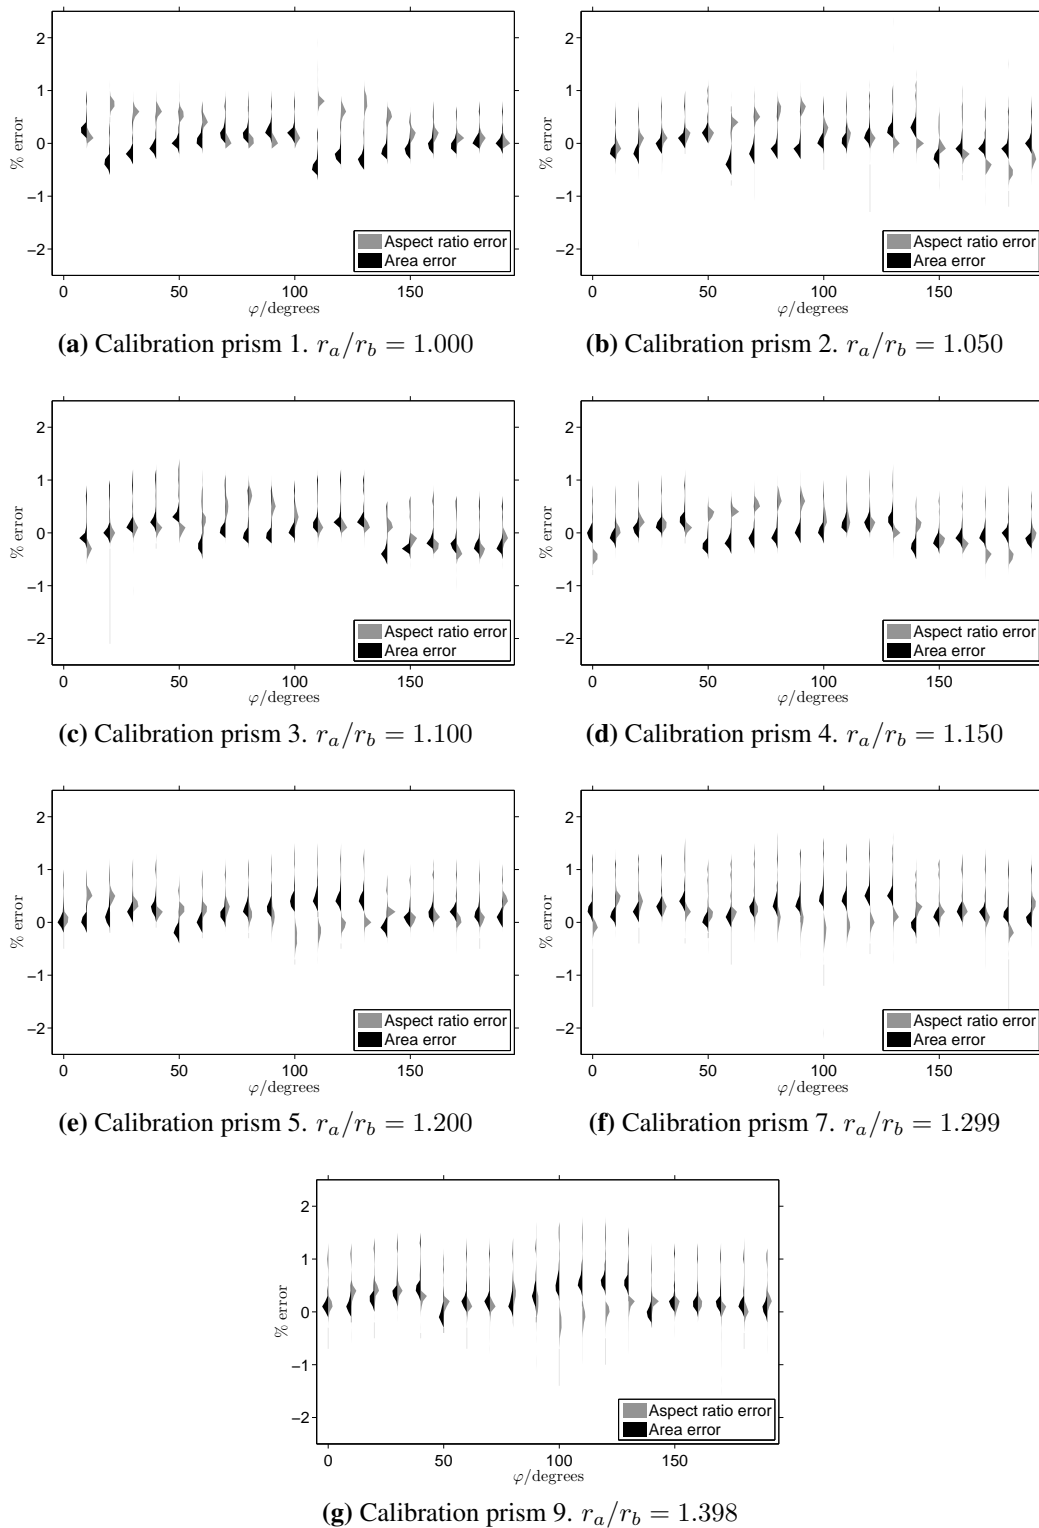 2
1
0
−1
−2
% error
Aspect ratio error
Area error
0 50 100 150
φ/degrees
(a) Calibration prism 1. r_a/r_b = 1.000
2
1
0
−1
−2
% error
Aspect ratio error
Area error
0 50 100 150
φ/degrees
(b) Calibration prism 2. r_a/r_b = 1.050
2
1
0
−1
−2
% error
Aspect ratio error
Area error
0 50 100 150
φ/degrees
(c) Calibration prism 3. r_a/r_b = 1.100
2
1
0
−1
−2
% error
Aspect ratio error
Area error
0 50 100 150
φ/degrees
(d) Calibration prism 4. r_a/r_b = 1.150
2
1
0
−1
−2
% error
Aspect ratio error
Area error
0 50 100 150
φ/degrees
(e) Calibration prism 5. r_a/r_b = 1.200
2
1
0
−1
−2
% error
Aspect ratio error
Area error
0 50 100 150
φ/degrees
(f) Calibration prism 7. r_a/r_b = 1.299
2
1
0
−1
−2
% error
Aspect ratio error
Area error
0 50 100 150
φ/degrees
(g) Calibration prism 9. r_a/r_b = 1.398